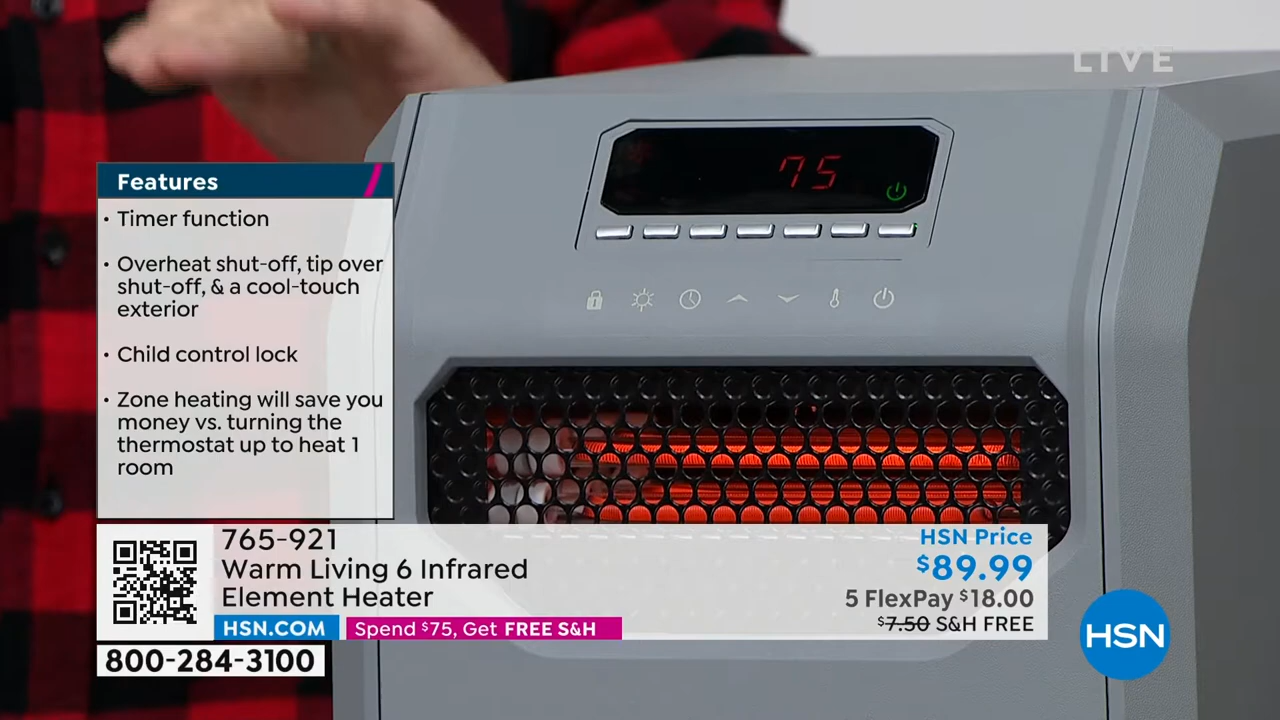 LIVE
75
Features
• Timer function
• Overheat shut-off, tip over
shut-off, & a cool-touch
exterior
• Child control lock
• Zone heating will save you
money vs. turning the
thermostat up to heat 1
room
765-921
Warm Living 6 Infrared
Element Heater
HSN.COM
Spend $75, Get FREE S&H
800-284-3100
HSN Price
$89.99
5 FlexPay $18.00
$7.50 S&H FREE
HSN